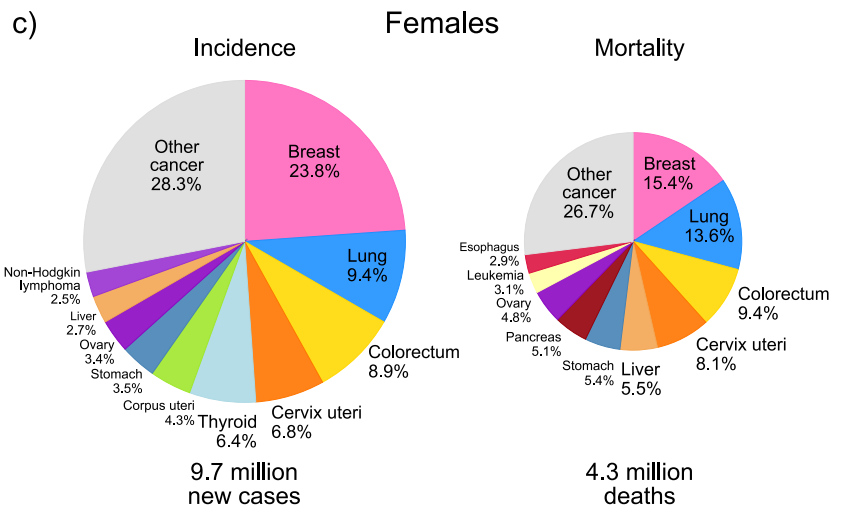 c)
Females
Incidence
Mortality
Other
cancer
28.3%
Breast
23.8%
Lung
9.4%
Colorectum
8.9%
Cervix uteri
6.8%
Thyroid
6.4%
Corpus uteri
4.3%
Stomach
3.5%
Ovary
3.4%
Liver
2.7%
Non-Hodgkin
lymphoma
2.5%
9.7 million
new cases
Other
cancer
26.7%
Breast
15.4%
Lung
13.6%
Colorectum
9.4%
Cervix uteri
8.1%
Liver
5.5%
Stomach
5.4%
Pancreas
5.1%
Ovary
4.8%
Leukemia
3.1%
Esophagus
2.9%
4.3 million
deaths